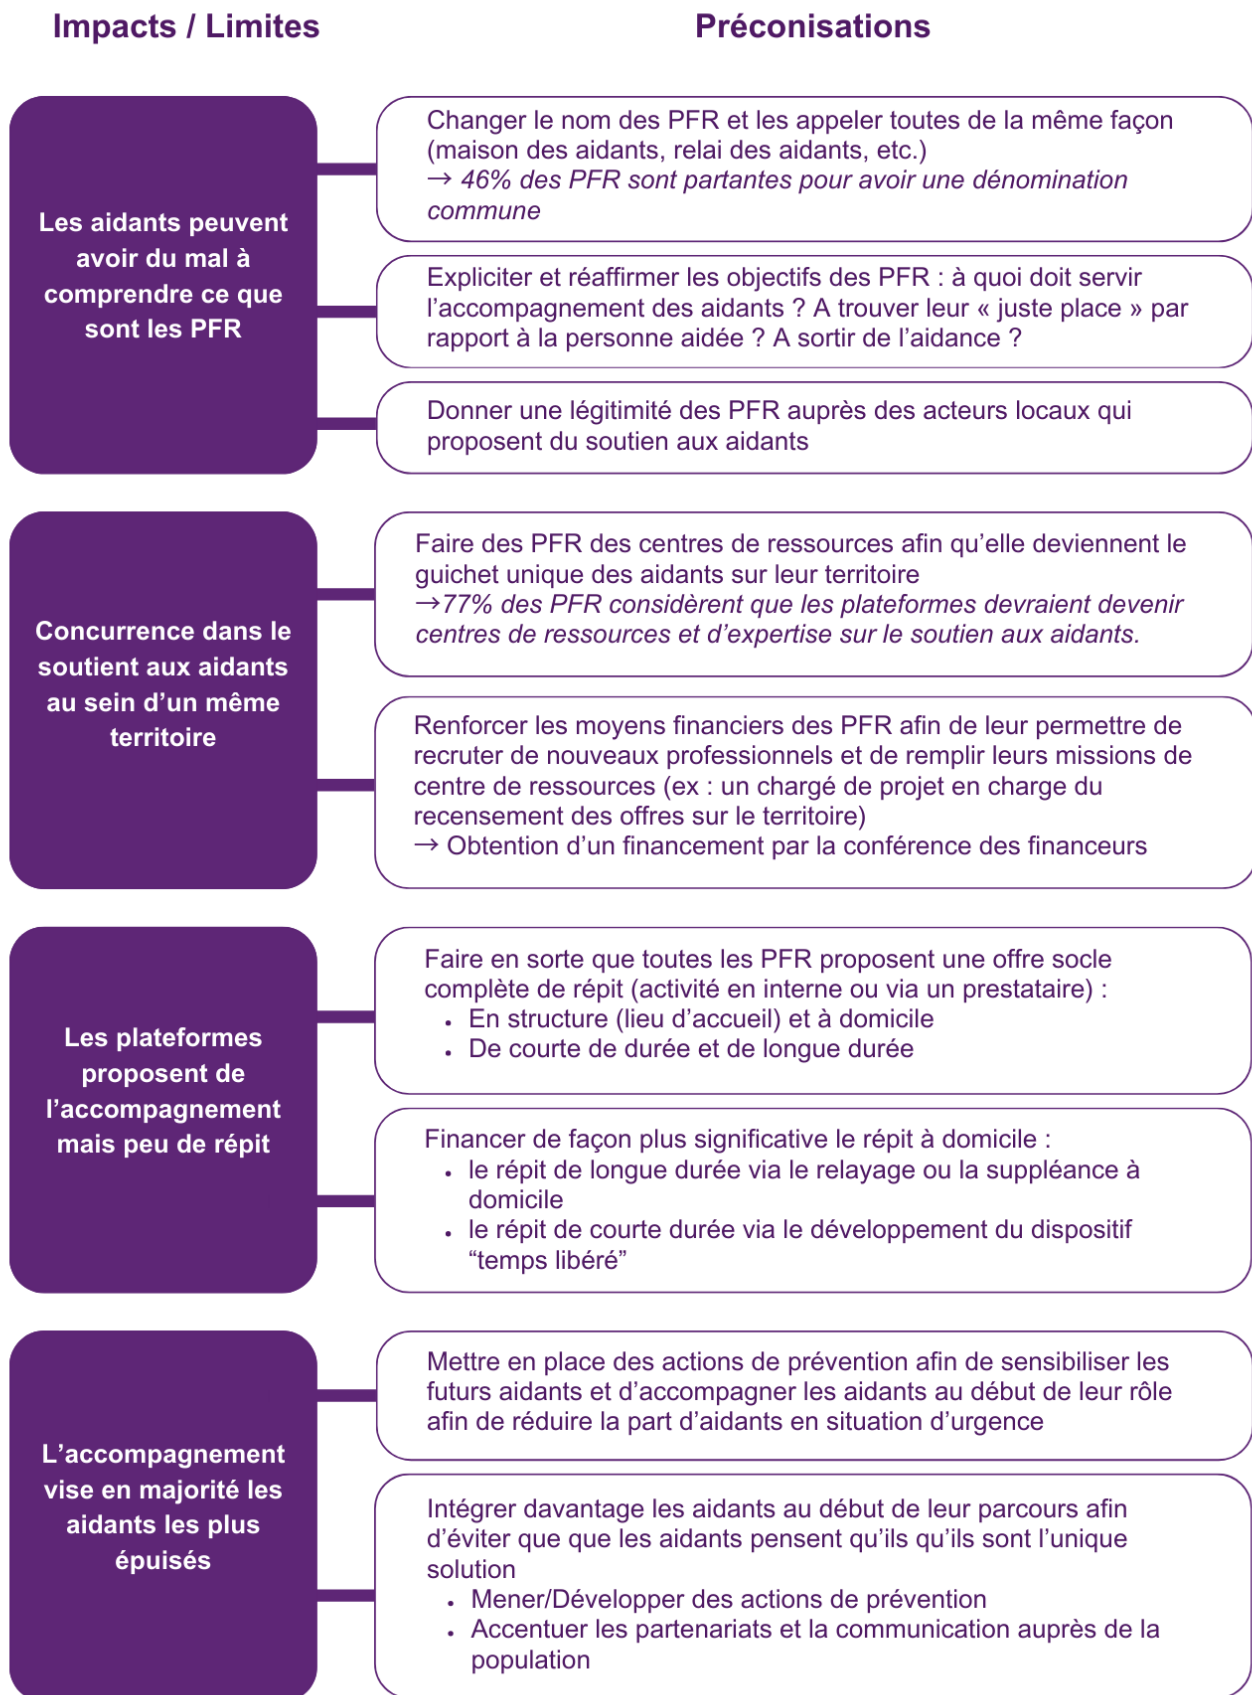 Impacts / Limites
Préconisations
Les aidants peuvent
avoir du mal à
comprendre ce que
sont les PFR
Changer le nom des PFR et les appeler toutes de la même façon
(maison des aidants, relai des aidants, etc.)
→ 46% des PFR sont partantes pour avoir une dénomination
commune
Expliciter et réaffirmer les objectifs des PFR : à quoi doit servir
l’accompagnement des aidants ? A trouver leur « juste place » par
rapport à la personne aidée ? A sortir de l’aidance ?
Donner une légitimité des PFR auprès des acteurs locaux qui
proposent du soutien aux aidants
Concurrence dans le
soutient aux aidants
au sein d’un même
territoire
Faire des PFR des centres de ressources afin qu’elle deviennent le
guichet unique des aidants sur leur territoire
→77% des PFR considèrent que les plateformes devraient devenir
centres de ressources et d’expertise sur le soutien aux aidants.
Renforcer les moyens financiers des PFR afin de leur permettre de
recruter de nouveaux professionnels et de remplir leurs missions de
centre de ressources (ex : un chargé de projet en charge du
recensement des offres sur le territoire)
→ Obtention d’un financement par la conférence des financeurs
Les plateformes
proposent de
l’accompagnement
mais peu de répit
Faire en sorte que toutes les PFR proposent une offre socle
complète de répit (activité en interne ou via un prestataire) :
• En structure (lieu d’accueil) et à domicile
• De courte de durée et de longue durée
Financer de façon plus significative le répit à domicile :
• le répit de longue durée via le relayage ou la suppléance à
domicile
• le répit de courte durée via le développement du dispositif
“temps libéré”
L’accompagnement
vise en majorité les
aidants les plus
épuisés
Mettre en place des actions de prévention afin de sensibiliser les
futurs aidants et d’accompagner les aidants au début de leur rôle
afin de réduire la part d’aidants en situation d’urgence
Intégrer davantage les aidants au début de leur parcours afin
d’éviter que que les aidants pensent qu’ils qu’ils sont l’unique
solution
• Mener/Développer des actions de prévention
• Accentuer les partenariats et la communication auprès de la
population